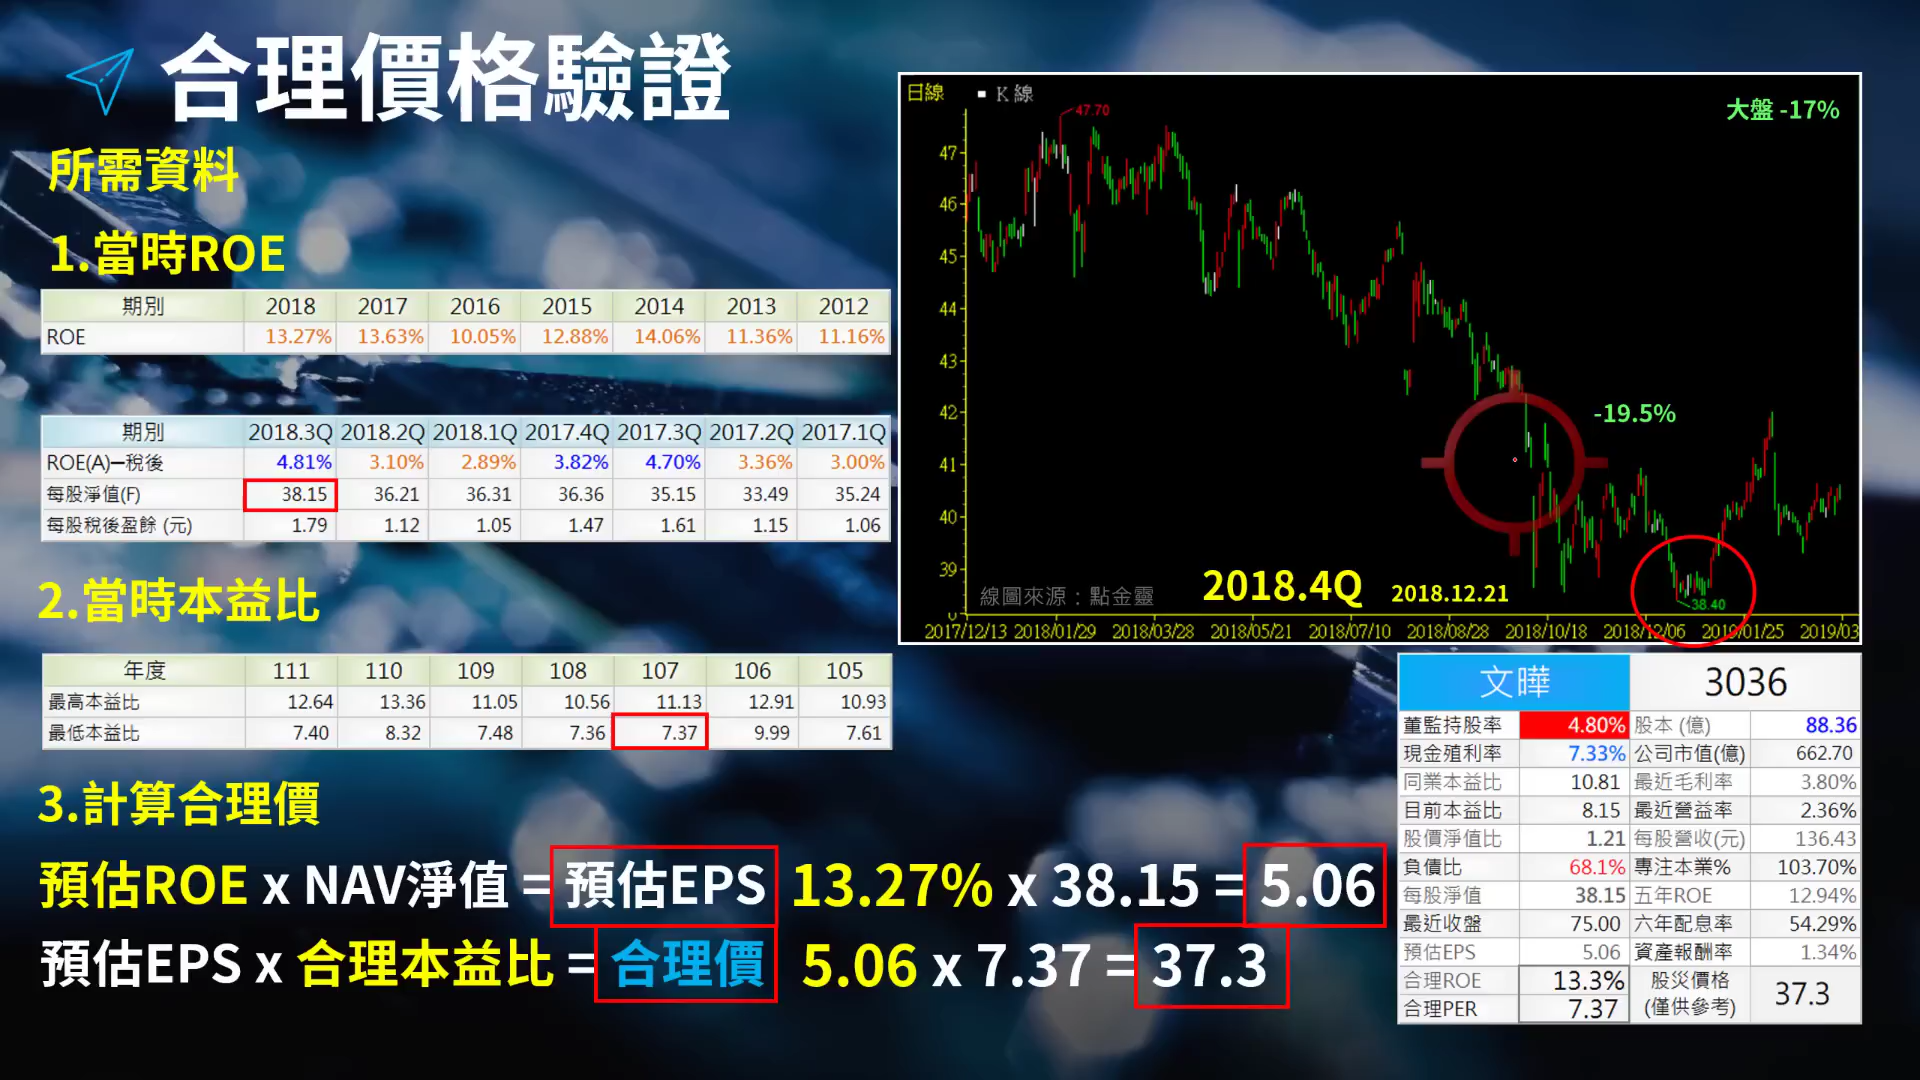 合理價格驗證
所需資料
1.當時ROE
期別 2018 2017 2016 2015 2014 2013 2012
ROE 13.27% 13.63% 10.05% 12.88% 14.06% 11.36% 11.16%
期別 2018.3Q 2018.2Q 2018.1Q 2017.4Q 2017.3Q 2017.2Q 2017.1Q
ROE(A)─稅後 4.81% 3.10% 2.89% 3.82% 4.70% 3.36% 3.00%
每股淨值(F) 38.15 36.21 36.31 36.36 35.15 33.49 35.24
每股稅後盈餘 (元) 1.79 1.12 1.05 1.47 1.61 1.15 1.06
2.當時本益比
年度 111 110 109 108 107 106 105
最高本益比 12.64 13.36 11.05 10.56 11.13 12.91 10.93
最低本益比 7.40 8.32 7.48 7.36 7.37 9.99 7.61
3.計算合理價
預估ROE x NAV淨值 = 預估EPS 13.27% x 38.15 = 5.06
預估EPS x 合理本益比 = 合理價 5.06 x 7.37 = 37.3
日線 K 線
大盤 -17%
47.70
47
46
45
44
43
42
41
40
39
0
-19.5%
38.40
線圖來源：點金靈
2018.4Q 2018.12.21
2017/12/13 2018/01/29 2018/03/28 2018/05/21 2018/07/10 2018/08/28 2018/10/18 2018/12/06 2019/01/25 2019/03
文曄 3036
董監持股率 4.80% 股本 (億) 88.36
現金殖利率 7.33% 公司市值(億) 662.70
同業本益比 10.81 最近毛利率 3.80%
目前本益比 8.15 最近營益率 2.36%
股價淨值比 1.21 每股營收(元) 136.43
負債比 68.1% 專注本業% 103.70%
每股淨值 38.15 五年ROE 12.94%
最近收盤 75.00 六年配息率 54.29%
預估EPS 5.06 資產報酬率 1.34%
合理ROE 13.3% 股災價格 37.3
合理PER 7.37 (僅供參考)